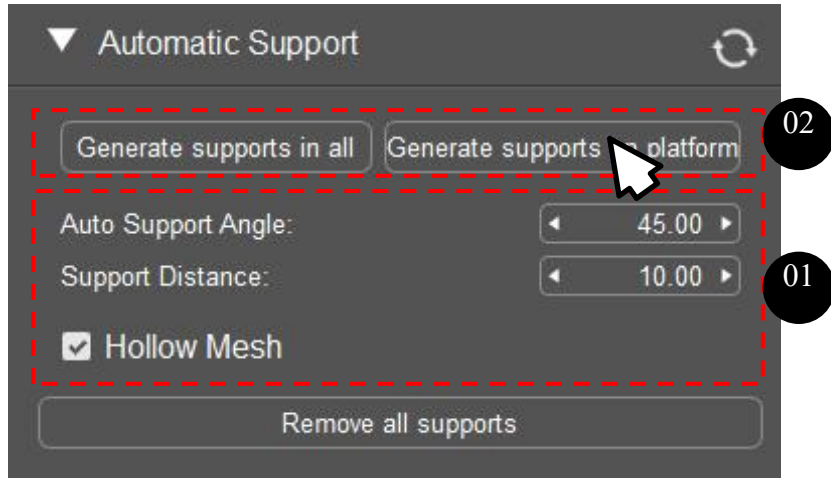 Automatic Support
Generate supports in all
Generate supports platform
02
Auto Support Angle:
45.00
Support Distance:
10.00
01
Hollow Mesh
Remove all supports